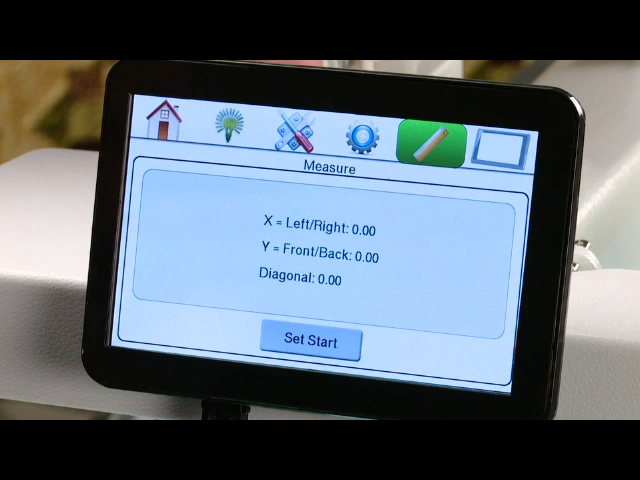 Measure
X = Left/Right: 0.00
Y = Front/Back: 0.00
Diagonal: 0.00
Set Start